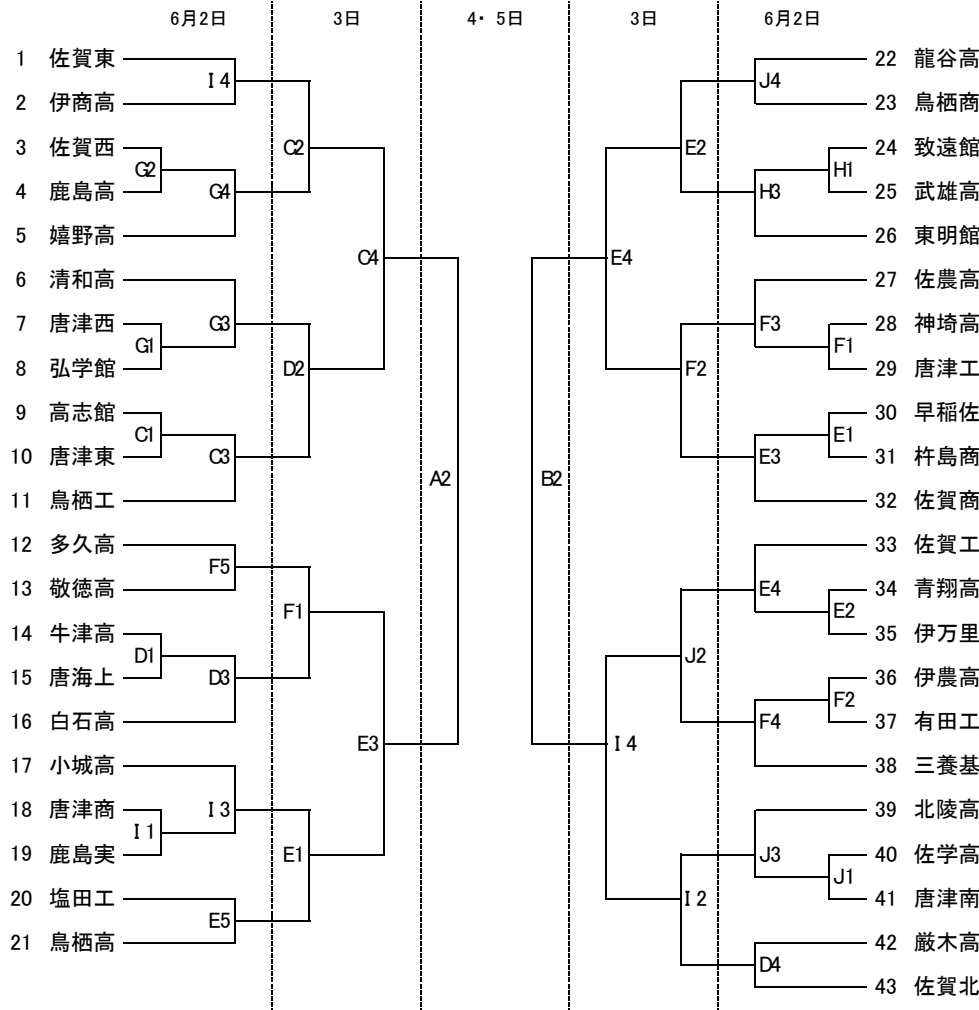 6月2日 3日 4・5日 3日 6月2日
1 佐賀東 22 龍谷高
I4 J4
2 伊商高 23 鳥栖商
3 佐賀西 C2 E2 24 致遠館
G2 H1
4 鹿島高 G4 H3 25 武雄高
5 嬉野高 26 東明館
C4 E4
6 清和高 27 佐農高
7 唐津西 G3 F3 28 神埼高
G1 F1
8 弘学館 D2 F2 29 唐津工
9 高志館 30 早稲佐
C1 E1
10 唐津東 C3 E3 31 杵島商
A2 B2
11 鳥栖工 32 佐賀商
12 多久高 33 佐賀工
F5
13 敬徳高 E4 34 青翔高
F1 E2
14 牛津高 35 伊万里
D1 J2
15 唐海上 D3 36 伊農高
F2
16 白石高 F4 37 有田工
E3 I4
17 小城高 38 三養基
18 唐津商 I3 39 北陵高
I1
19 鹿島実 E1 J3 40 佐学高
J1
20 塩田工 I2 41 唐津南
E5
21 鳥栖高 42 厳木高
D4
43 佐賀北